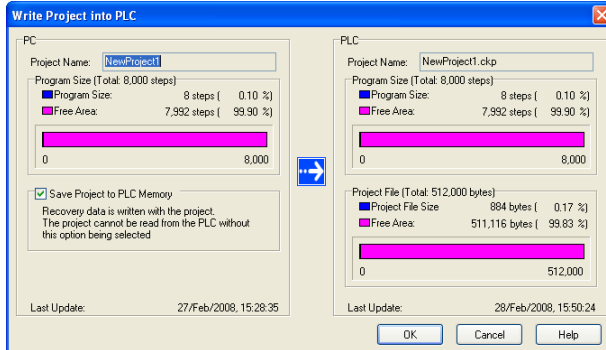 Write Project into PLC
PC
Project Name: NewProject1
Program Size (Total: 8,000 steps)
Program Size: 8 steps ( 0.10 %)
Free Area: 7,992 steps ( 99.90 %)
0 8,000
Save Project to PLC Memory
Recovery data is written with the project.
The project cannot be read from the PLC without
this option being selected
Last Update: 27/Feb/2008, 15:28:35
PLC
Project Name: NewProject1.ckp
Program Size (Total: 8,000 steps)
Program Size: 8 steps ( 0.10 %)
Free Area: 7,992 steps ( 99.90 %)
0 8,000
Project File (Total: 512,000 bytes)
Project File Size 884 bytes ( 0.17 %)
Free Area: 511,116 bytes ( 99.83 %)
0 512,000
Last Update: 28/Feb/2008, 15:50:24
OK Cancel Help